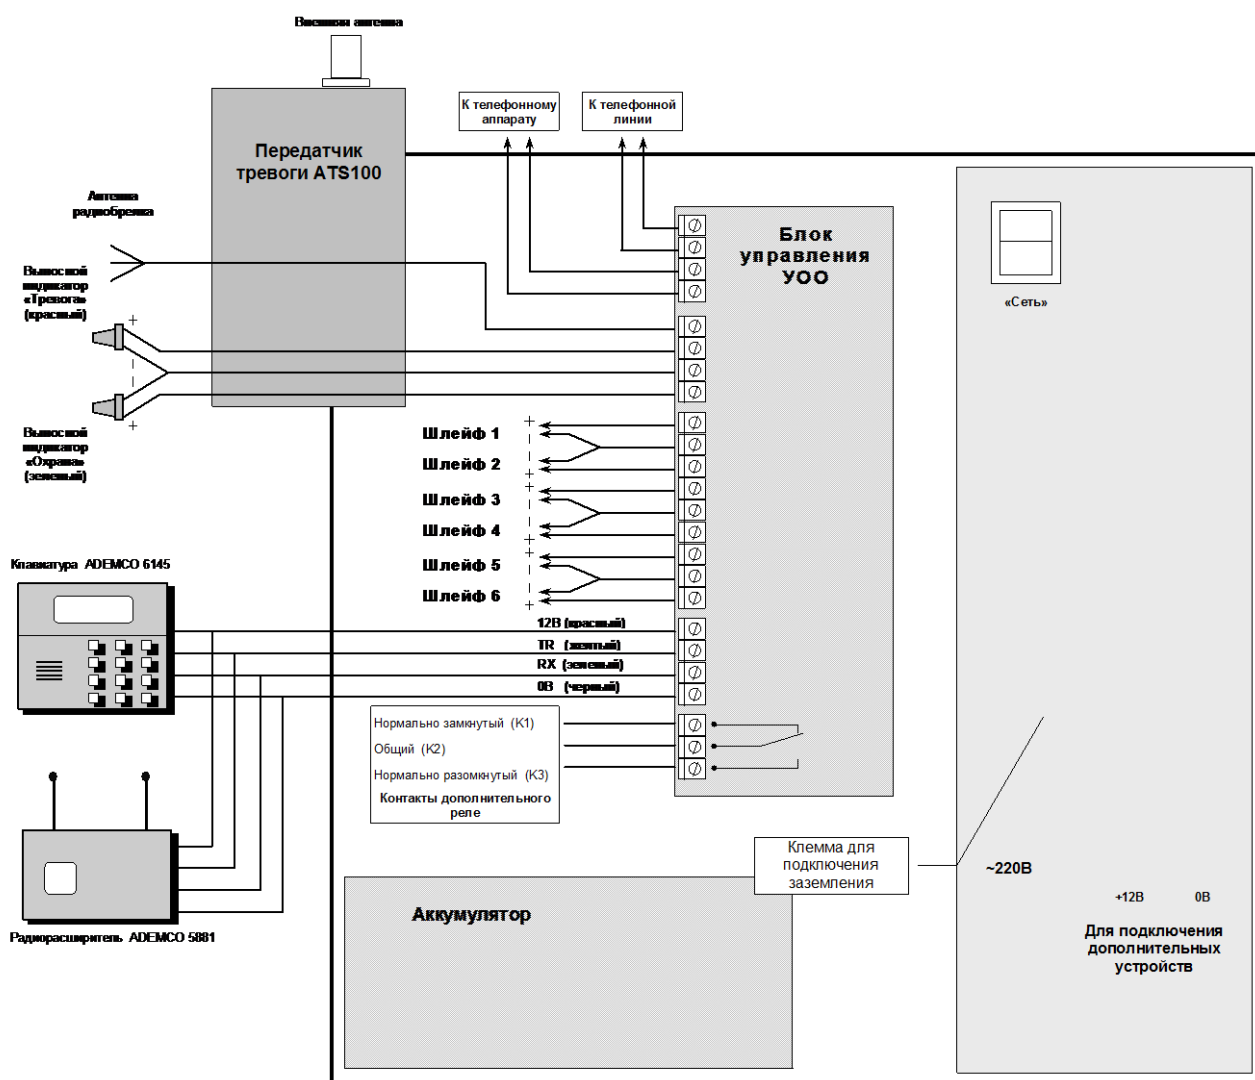 Внешняя антенна
Передатчик
тревоги ATS100
К телефонному
аппарату
К телефонной
линии
Антенна
радиобрелка
Выносной
индикатор
«Тревога»
(красный)
+
+
Выносной
индикатор
«Охрана»
(зеленый)
Блок
управления
УОО
«Сеть»
+
Шлейф 1
Шлейф 2
+
+
Шлейф 3
Шлейф 4
+
+
Шлейф 5
Шлейф 6
+
Клавиатура ADEMCO 6145
12В (красный)
TR (желтый)
RX (зеленый)
0В (черный)
Нормально замкнутый (K1)
Общий (K2)
Нормально разомкнутый (K3)
Контакты дополнительного
реле
Радиорасширитель ADEMCO 5881
Клемма для
подключения
заземления
Аккумулятор
~220В
+12В 0В
Для подключения
дополнительных
устройств